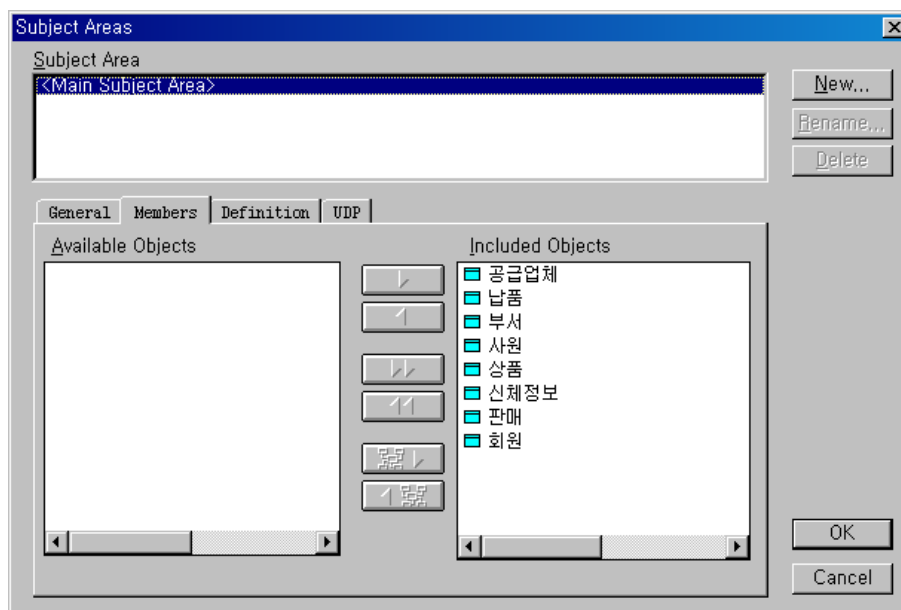 Subject Areas
Subject Area
<Main Subject Area>
New...
Rename...
Delete
General Members Definition UDP
Available Objects
Included Objects
공급업체
납품
부서
사원
상품
신체정보
판매
회원
OK
Cancel